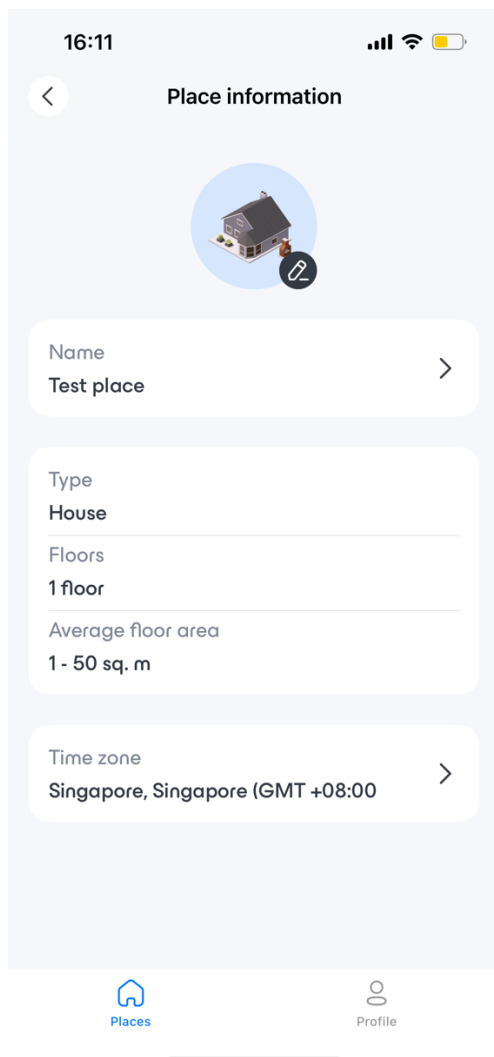 16:11
Place information
Name
Test place
Type
House
Floors
1 floor
Average floor area
1 - 50 sq. m
Time zone
Singapore, Singapore (GMT +08:00
Places
Profile